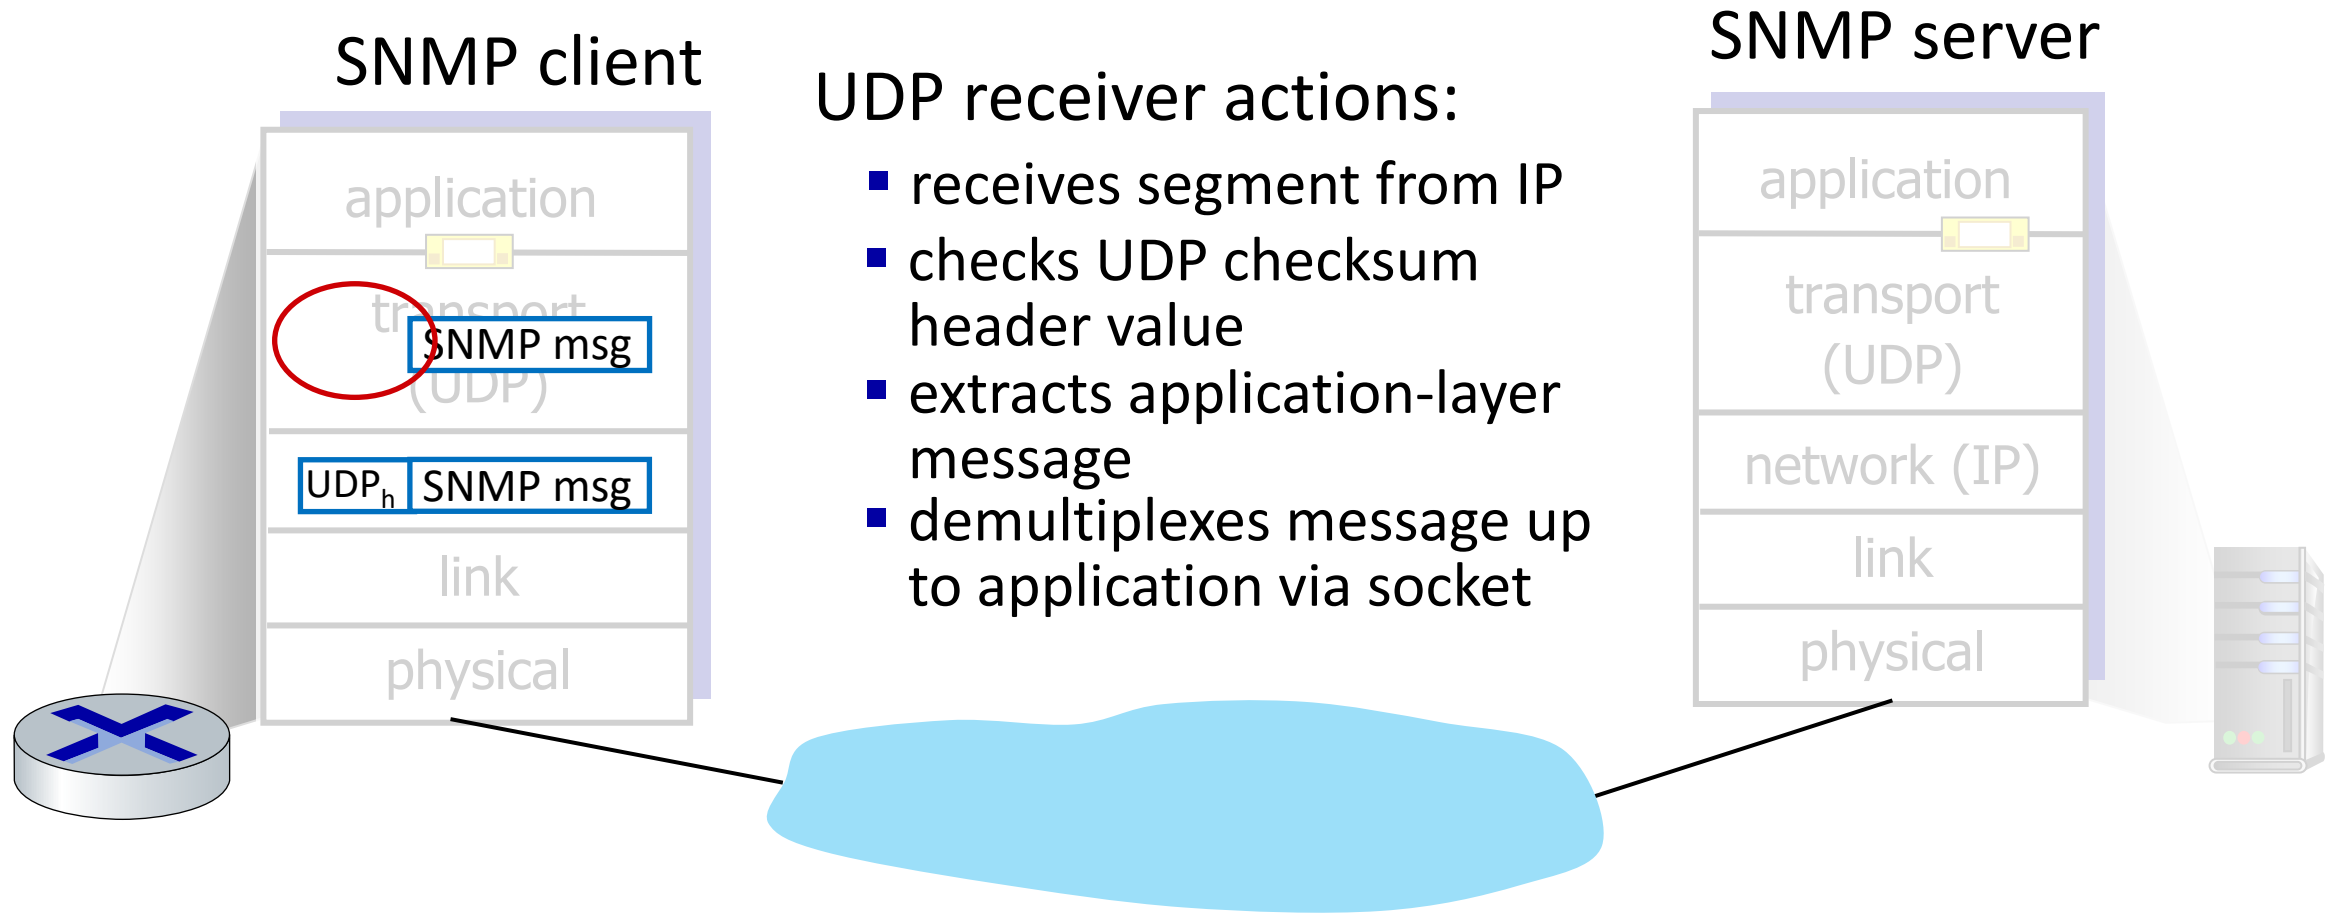 SNMP client
application
transport
SNMP msg
(UDP)
UDPh SNMP msg
link
physical
UDP receiver actions:
receives segment from IP
checks UDP checksum
header value
extracts application-layer
message
demultiplexes message up
to application via socket
SNMP server
application
transport
(UDP)
network (IP)
link
physical